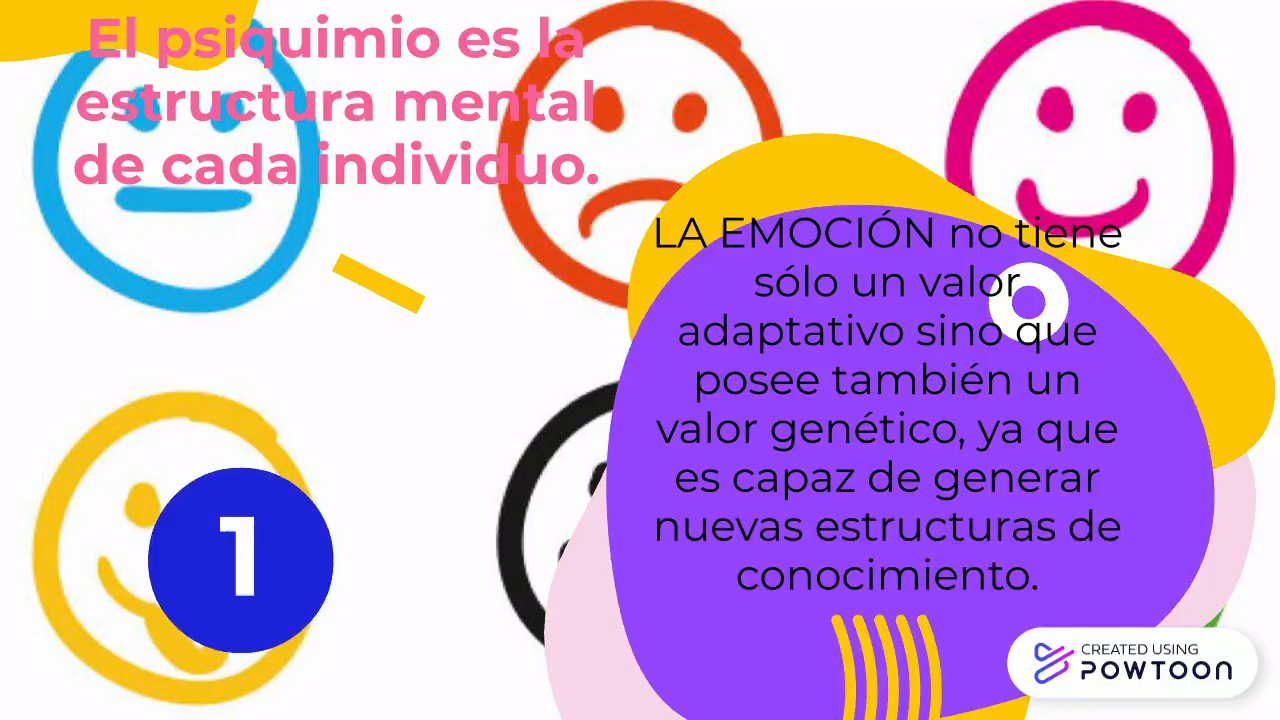 El psiquimio es la
estructura mental
de cada individuo.
LA EMOCIÓN no tiene
sólo un valor
adaptativo sino que
posee también un
valor genético, ya que
es capaz de generar
nuevas estructuras de
conocimiento.
1
CREATED USING
POWTOON